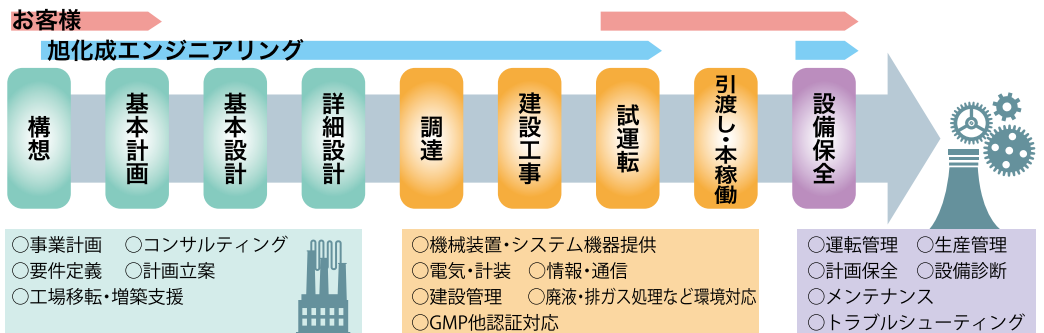 お客様
旭化成エンジニアリング
構想
基本計画
基本設計
詳細設計
調達
建設工事
試運転
引渡し・本稼働
設備保全
○事業計画 ○コンサルティング
○要件定義 ○計画立案
○工場移転・増築支援
○機械装置・システム機器提供
○電気・計装 ○情報・通信
○建設管理 ○廃液・排ガス処理など環境対応
○GMP他認証対応
○運転管理 ○生産管理
○計画保全 ○設備診断
○メンテナンス
○トラブルシューティング